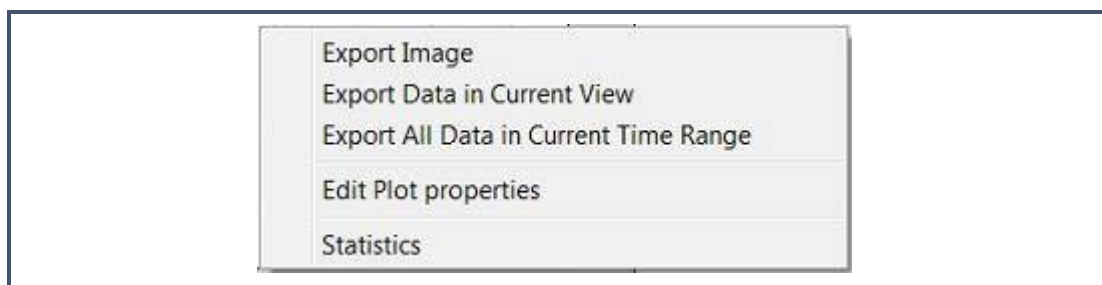 Export Image
Export Data in Current View
Export All Data in Current Time Range
Edit Plot properties
Statistics